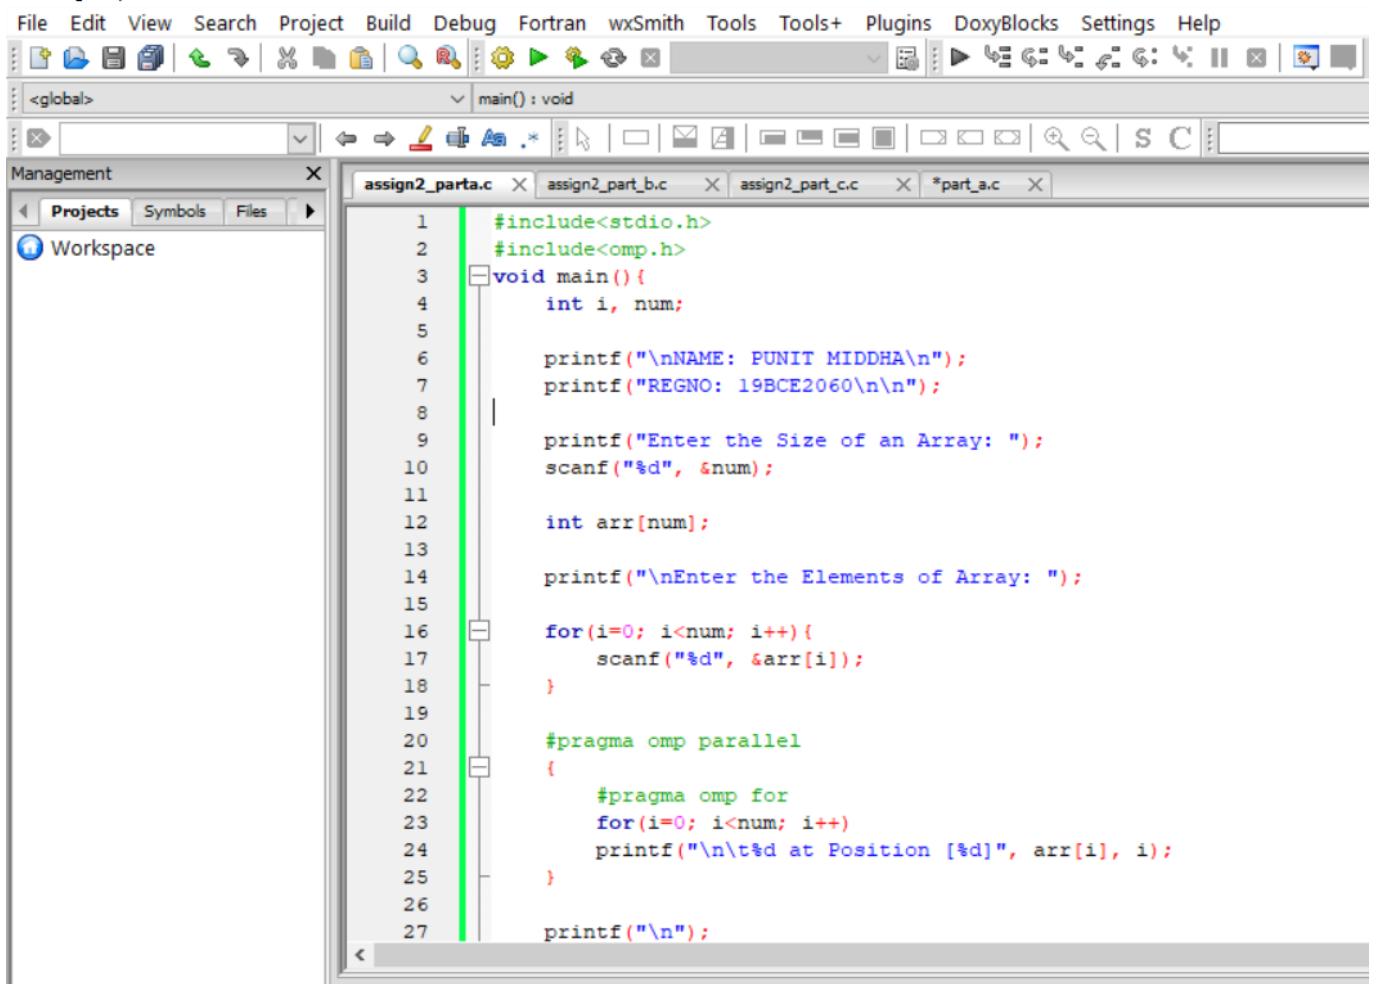 File Edit View Search Project Build Debug Fortran wxSmith Tools Tools+ Plugins DoxyBlocks Settings Help
<global> main() : void
S C
Management
Projects Symbols Files
Workspace
assign2_parta.c assign2_part_b.c assign2_part_c.c *part_a.c
1 #include<stdio.h>
2 #include<omp.h>
3 void main(){
4 int i, num;
5
6 printf("\nNAME: PUNIT MIDDHA\n");
7 printf("REGNO: 19BCE2060\n\n");
8
9 printf("Enter the Size of an Array: ");
10 scanf("%d", &num);
11
12 int arr[num];
13
14 printf("\nEnter the Elements of Array: ");
15
16 for(i=0; i<num; i++){
17 scanf("%d", &arr[i]);
18 }
19
20 #pragma omp parallel
21 {
22 #pragma omp for
23 for(i=0; i<num; i++)
24 printf("\n\t%d at Position [%d]", arr[i], i);
25 }
26
27 printf("\n");